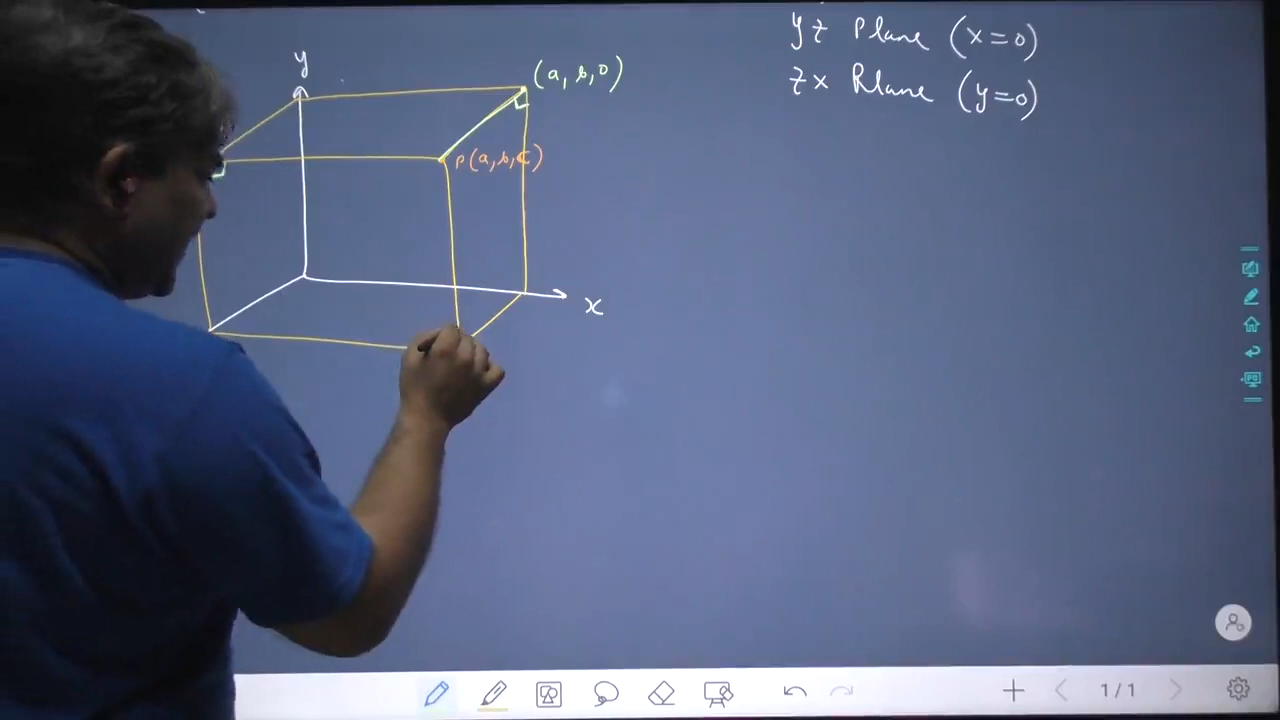 yz Plane (x=0)
zx Plane (y=0)
y
(a, b, 0)
P(a, b, c)
x
1/1